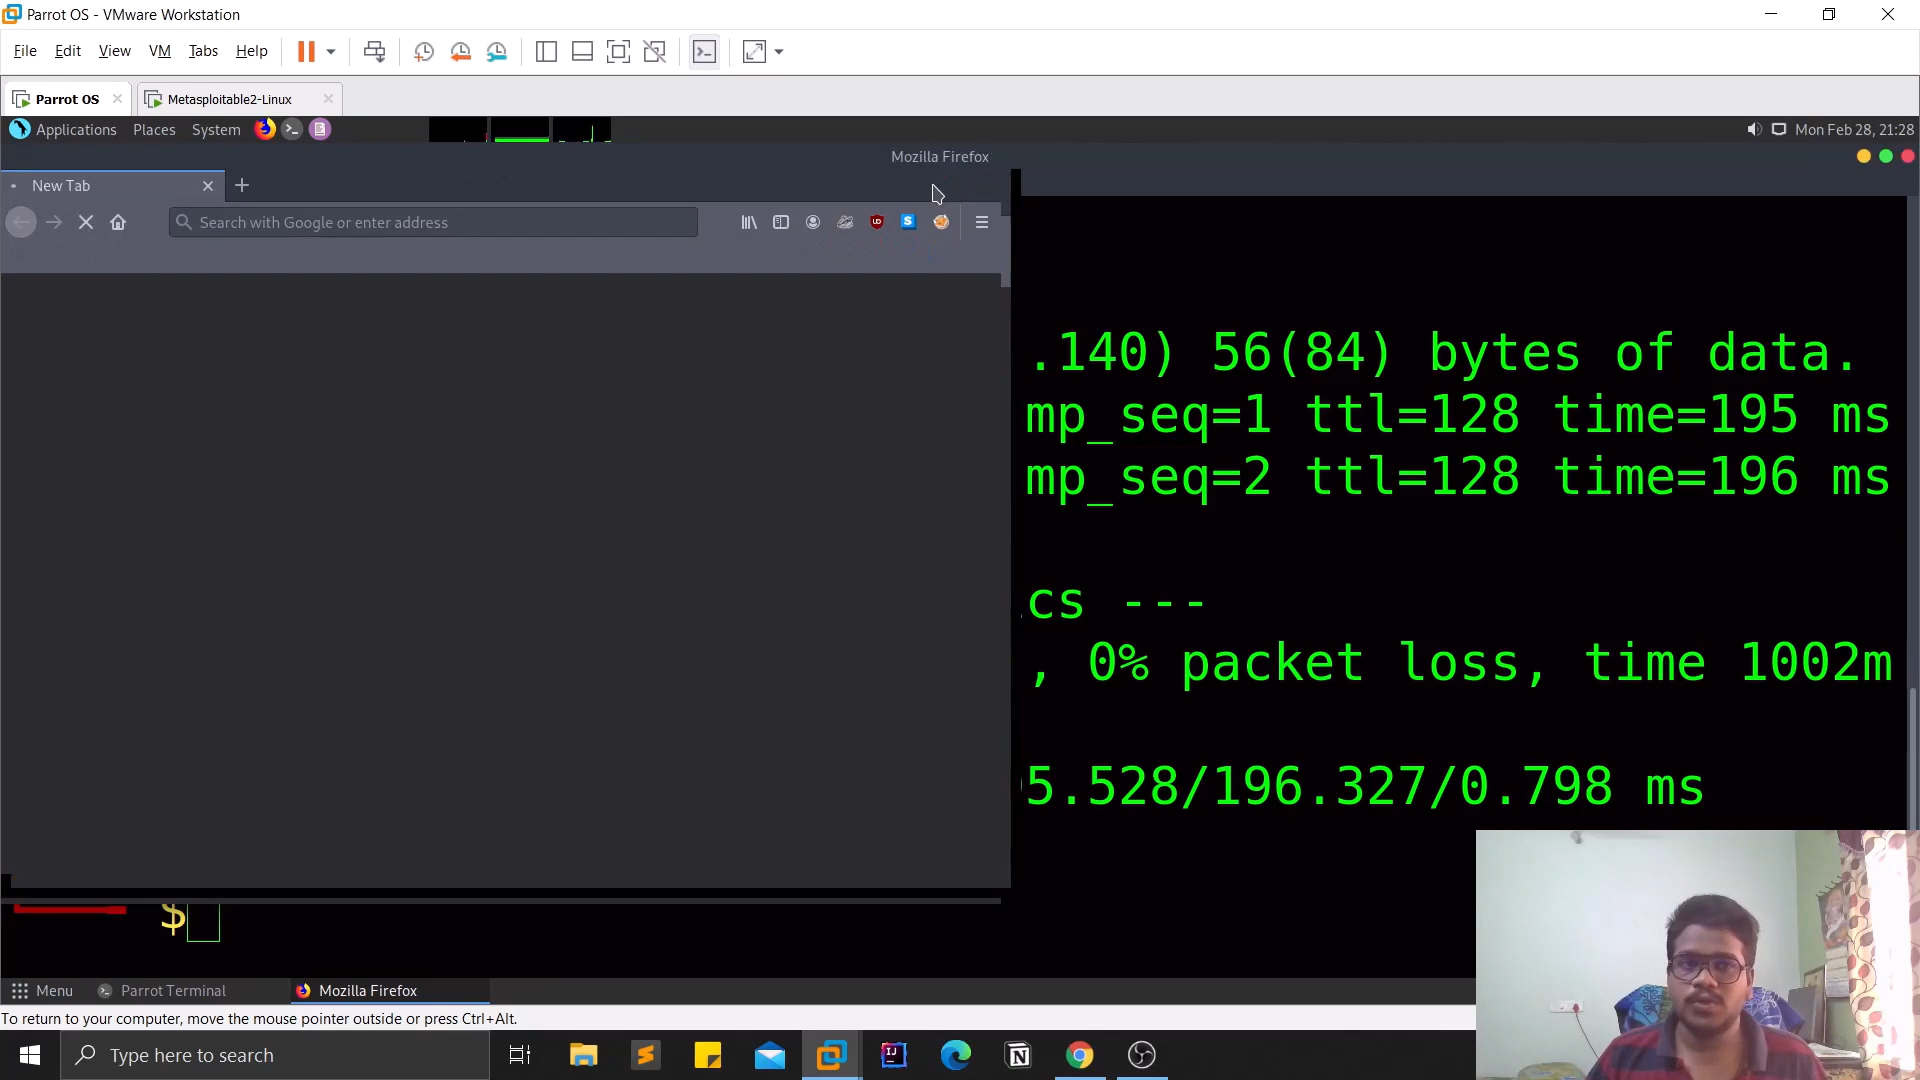 Parrot OS - VMware Workstation
File Edit View VM Tabs Help
Parrot OS
Metasploitable2-Linux
Applications Places System
Mon Feb 28, 21:28
Mozilla Firefox
New Tab
Search with Google or enter address
.140) 56(84) bytes of data.
mp_seq=1 ttl=128 time=195 ms
mp_seq=2 ttl=128 time=196 ms
cs ---
, 0% packet loss, time 1002m
5.528/196.327/0.798 ms
$
Menu
Parrot Terminal
Mozilla Firefox
To return to your computer, move the mouse pointer outside or press Ctrl+Alt.
Type here to search